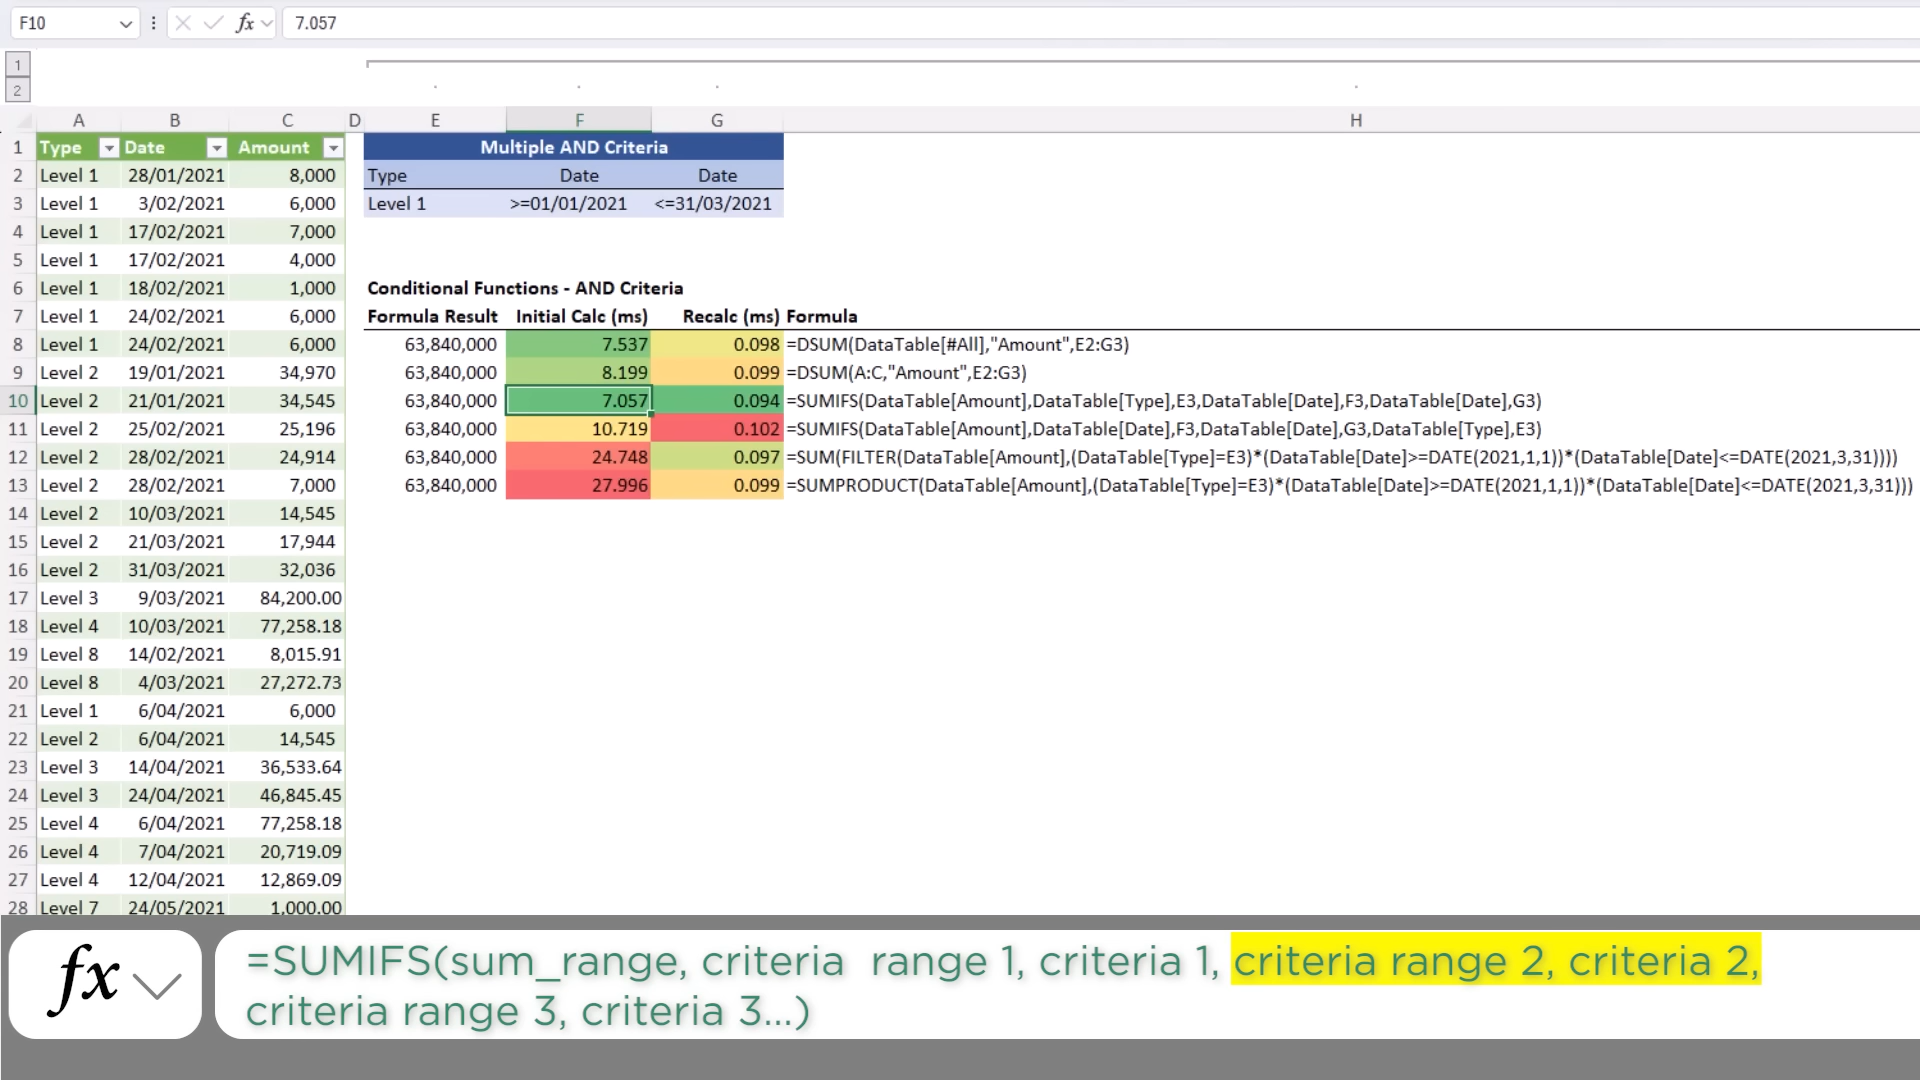 F10 fx 7.057
1
2
A B C D E F G H
1 Type Date Amount Multiple AND Criteria
2 Level 1 28/01/2021 8,000 Type Date Date
3 Level 1 3/02/2021 6,000 Level 1 >=01/01/2021 <=31/03/2021
4 Level 1 17/02/2021 7,000
5 Level 1 17/02/2021 4,000
6 Level 1 18/02/2021 1,000 Conditional Functions - AND Criteria
7 Level 1 24/02/2021 6,000 Formula Result Initial Calc (ms) Recalc (ms) Formula
8 Level 1 24/02/2021 6,000 63,840,000 7.537 0.098 =DSUM(DataTable[#All],"Amount",E2:G3)
9 Level 2 19/01/2021 34,970 63,840,000 8.199 0.099 =DSUM(A:C,"Amount",E2:G3)
10 Level 2 21/01/2021 34,545 63,840,000 7.057 0.094 =SUMIFS(DataTable[Amount],DataTable[Type],E3,DataTable[Date],F3,DataTable[Date],G3)
11 Level 2 25/02/2021 25,196 63,840,000 10.719 0.102 =SUMIFS(DataTable[Amount],DataTable[Date],F3,DataTable[Date],G3,DataTable[Type],E3)
12 Level 2 28/02/2021 24,914 63,840,000 24.748 0.097 =SUM(FILTER(DataTable[Amount],(DataTable[Type]=E3)*(DataTable[Date]>=DATE(2021,1,1))*(DataTable[Date]<=DATE(2021,3,31))))
13 Level 2 28/02/2021 7,000 63,840,000 27.996 0.099 =SUMPRODUCT(DataTable[Amount],(DataTable[Type]=E3)*(DataTable[Date]>=DATE(2021,1,1))*(DataTable[Date]<=DATE(2021,3,31)))
14 Level 2 10/03/2021 14,545
15 Level 2 21/03/2021 17,944
16 Level 2 31/03/2021 32,036
17 Level 3 9/03/2021 84,200.00
18 Level 4 10/03/2021 77,258.18
19 Level 8 14/02/2021 8,015.91
20 Level 8 4/03/2021 27,272.73
21 Level 1 6/04/2021 6,000
22 Level 2 6/04/2021 14,545
23 Level 3 14/04/2021 36,533.64
24 Level 3 24/04/2021 46,845.45
25 Level 4 6/04/2021 77,258.18
26 Level 4 7/04/2021 20,719.09
27 Level 4 12/04/2021 12,869.09
28 Level 7 24/05/2021 1,000.00
fx =SUMIFS(sum_range, criteria range 1, criteria 1, criteria range 2, criteria 2,
criteria range 3, criteria 3...)